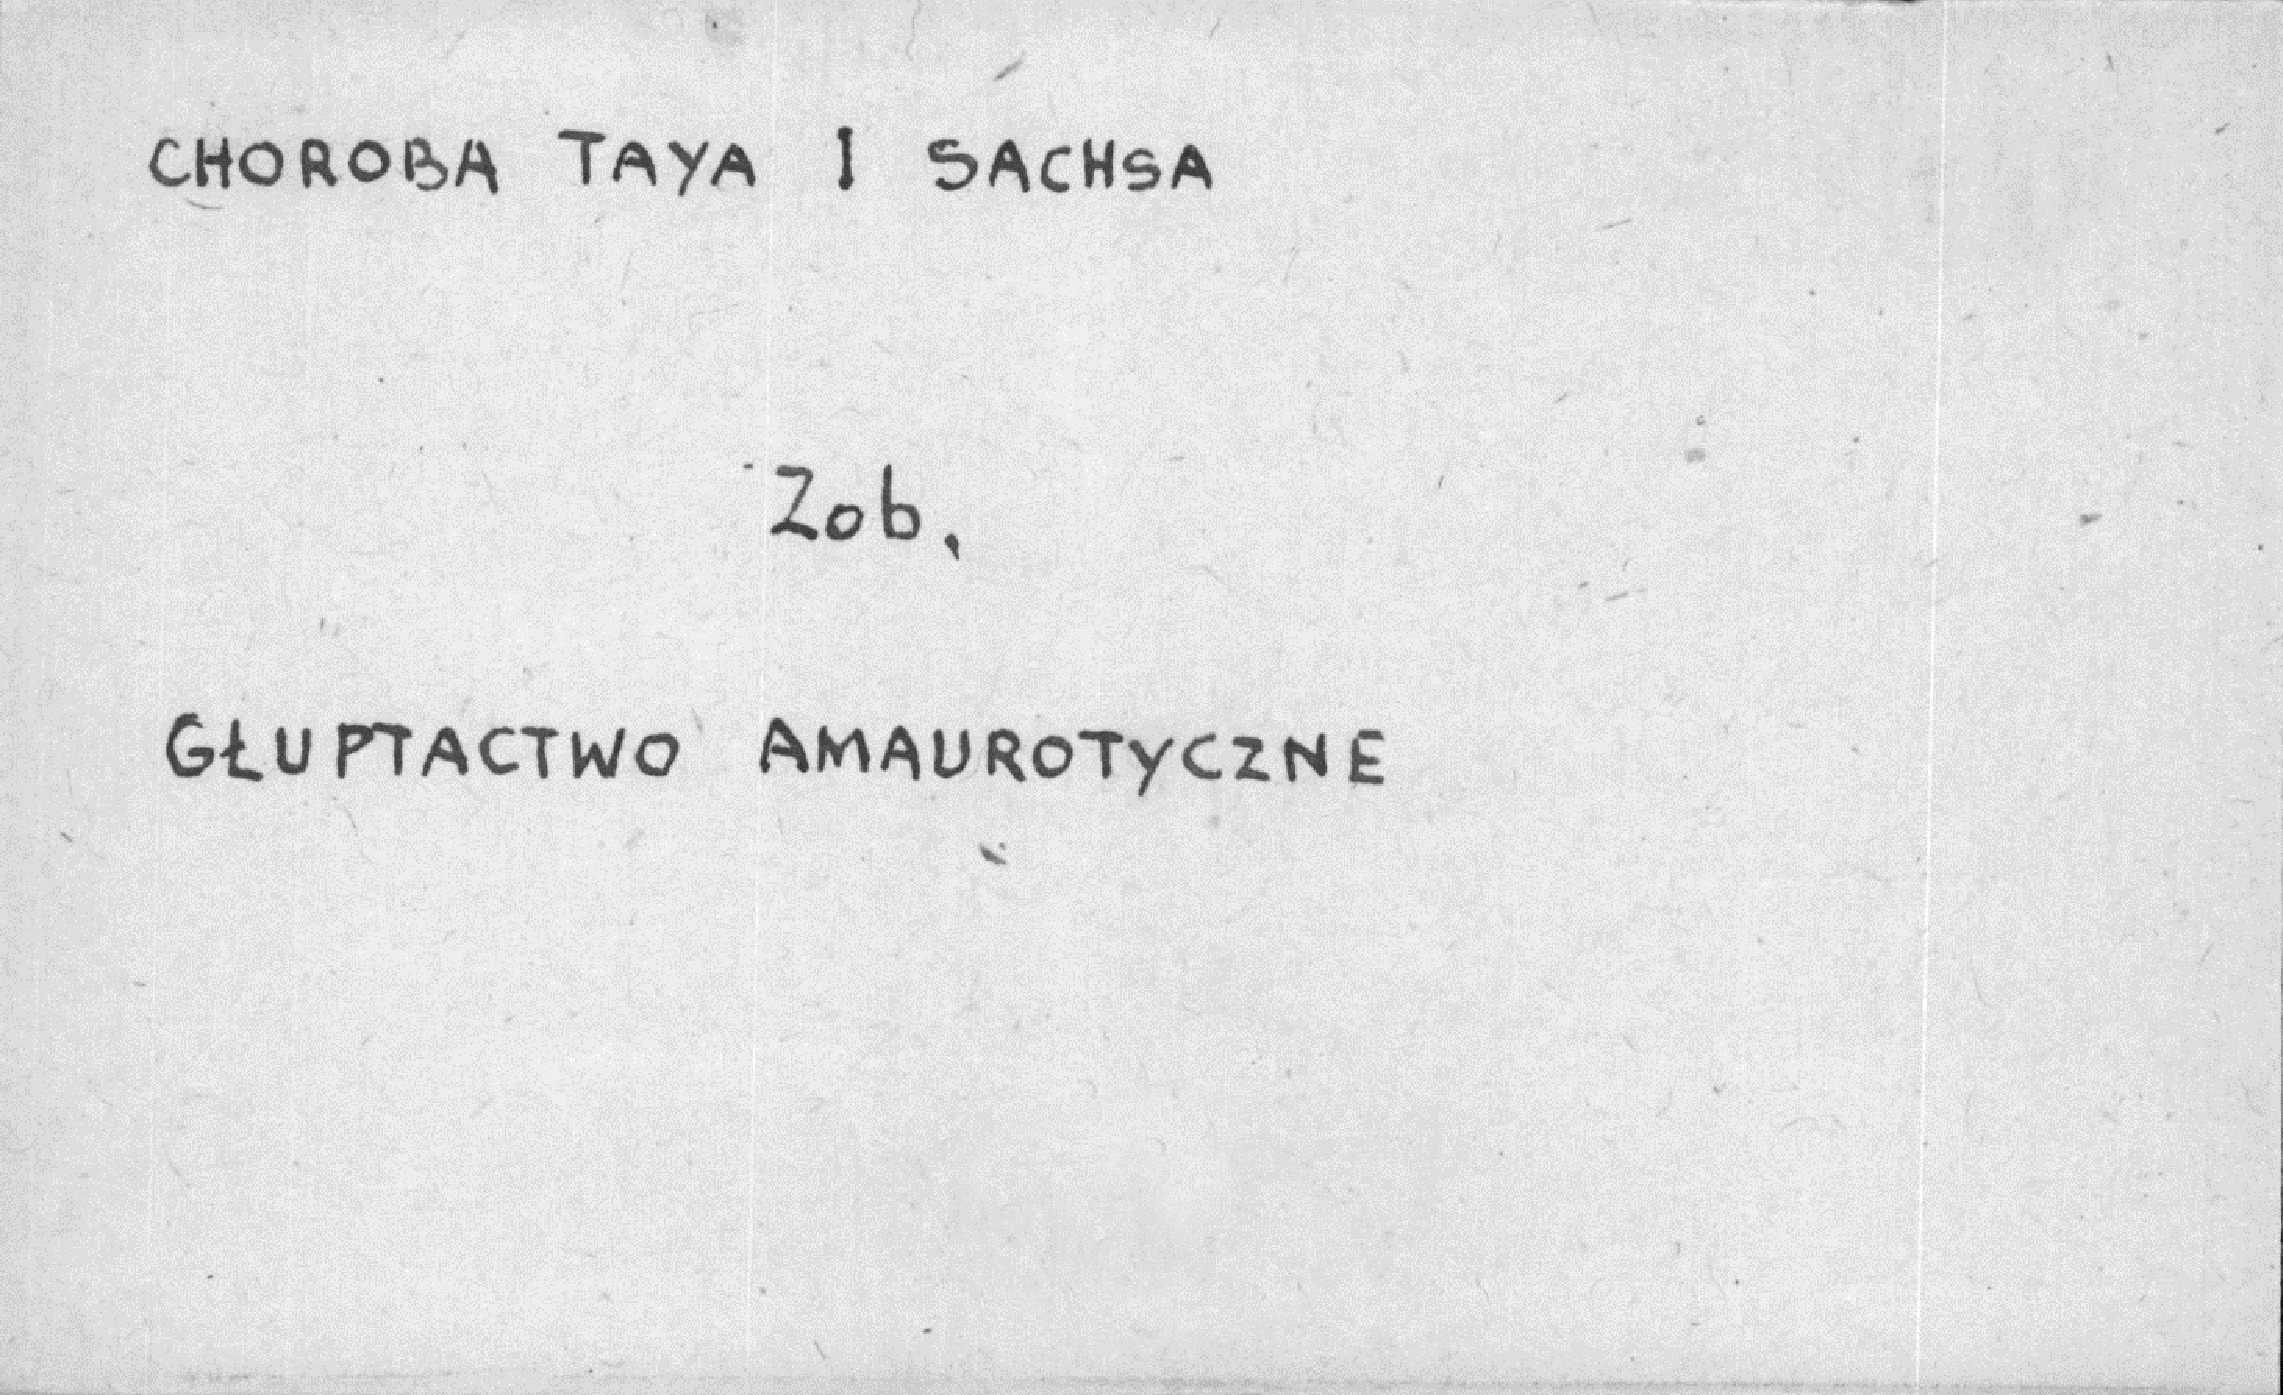 CHOROBA TAYA I SACHSA
Zob.
GŁUPTACTWO AMAUROTYCZNE